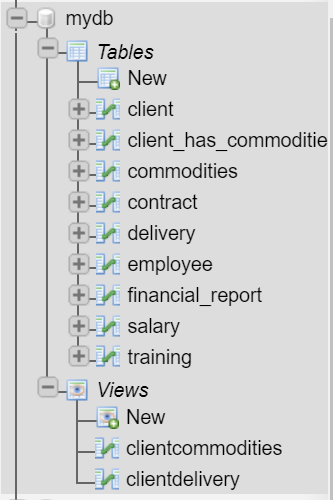 mydb
Tables
New
client
client_has_commoditie
commodities
contract
delivery
employee
financial_report
salary
training
Views
New
clientcommodities
clientdelivery